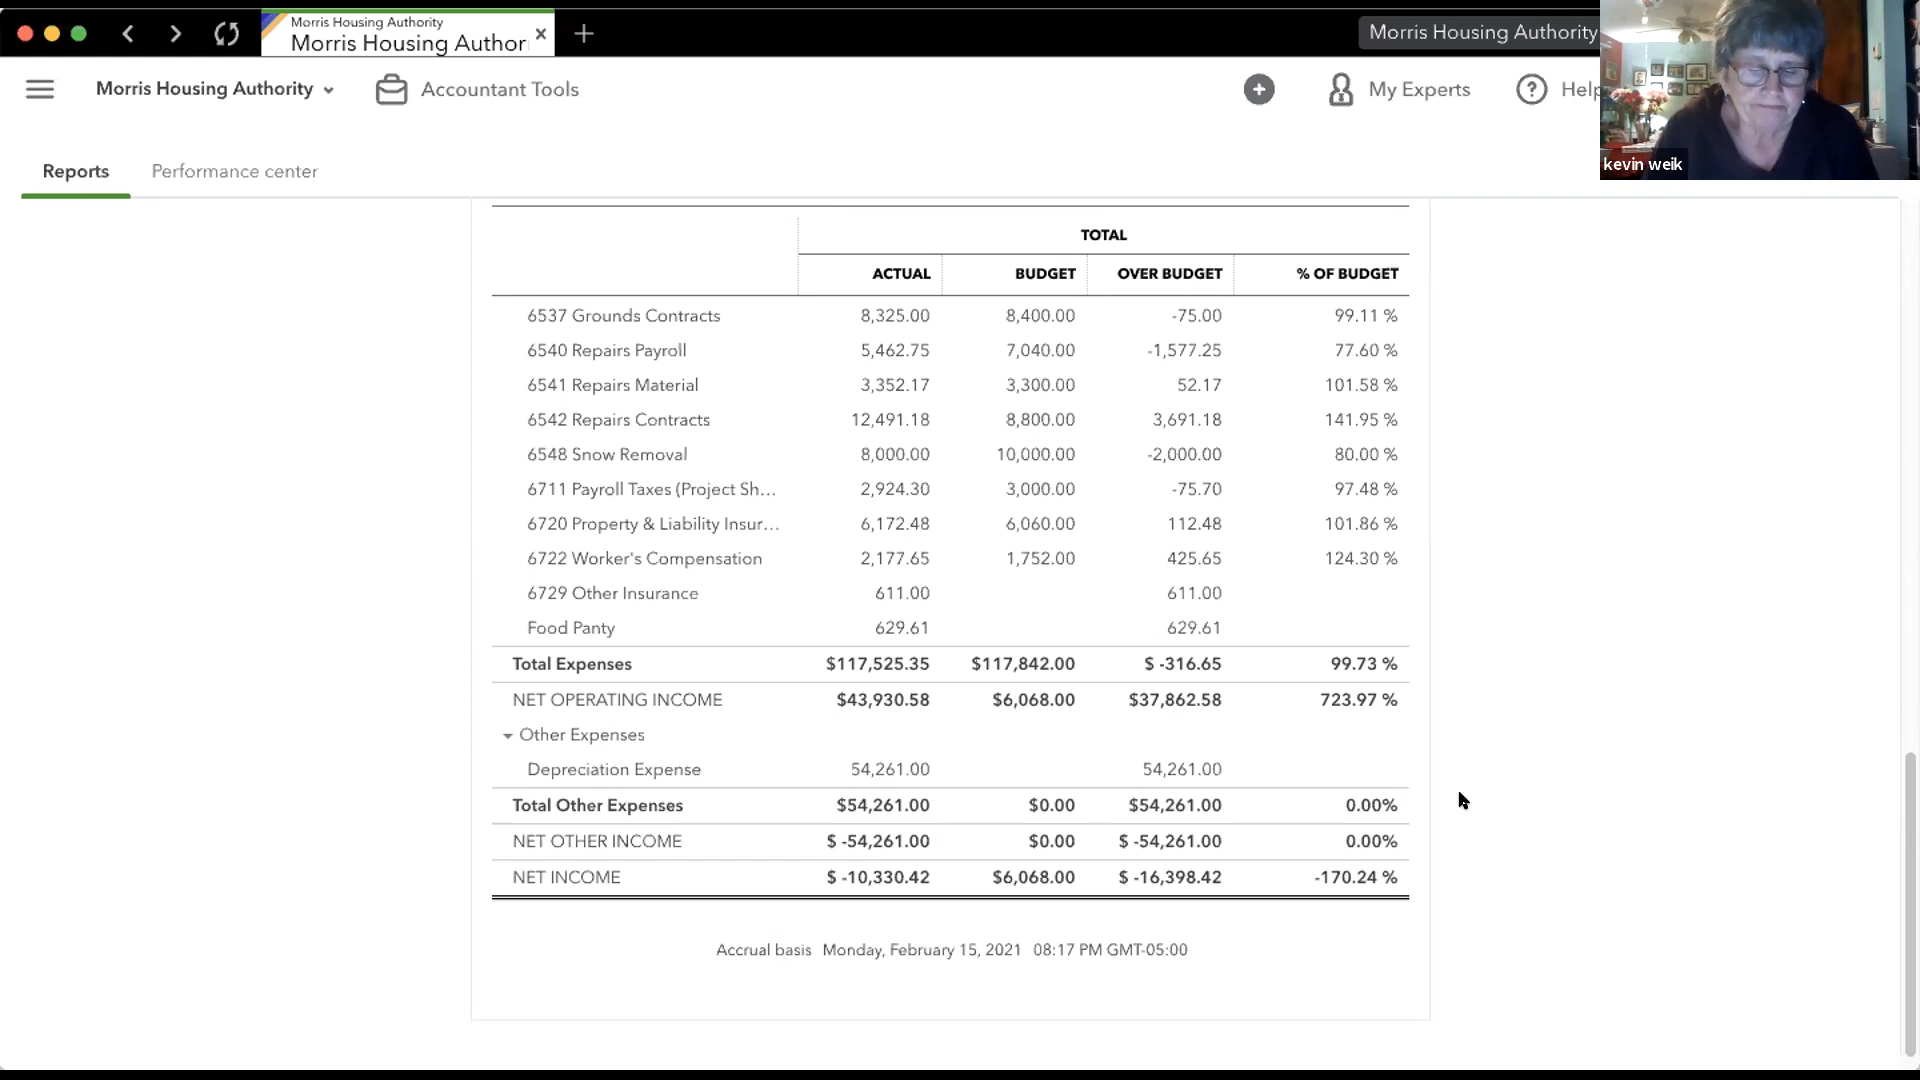 Morris Housing Authority
Morris Housing Author
Morris Housing Authority
Morris Housing Authority
Accountant Tools
My Experts
Help
kevin weik
Reports
Performance center
TOTAL
ACTUAL BUDGET OVER BUDGET % OF BUDGET
6537 Grounds Contracts 8,325.00 8,400.00 -75.00 99.11 %
6540 Repairs Payroll 5,462.75 7,040.00 -1,577.25 77.60 %
6541 Repairs Material 3,352.17 3,300.00 52.17 101.58 %
6542 Repairs Contracts 12,491.18 8,800.00 3,691.18 141.95 %
6548 Snow Removal 8,000.00 10,000.00 -2,000.00 80.00 %
6711 Payroll Taxes (Project Sh... 2,924.30 3,000.00 -75.70 97.48 %
6720 Property & Liability Insur... 6,172.48 6,060.00 112.48 101.86 %
6722 Worker's Compensation 2,177.65 1,752.00 425.65 124.30 %
6729 Other Insurance 611.00 611.00
Food Panty 629.61 629.61
Total Expenses $117,525.35 $117,842.00 $ -316.65 99.73 %
NET OPERATING INCOME $43,930.58 $6,068.00 $37,862.58 723.97 %
Other Expenses
Depreciation Expense 54,261.00 54,261.00
Total Other Expenses $54,261.00 $0.00 $54,261.00 0.00%
NET OTHER INCOME $ -54,261.00 $0.00 $ -54,261.00 0.00%
NET INCOME $ -10,330.42 $6,068.00 $ -16,398.42 -170.24 %
Accrual basis Monday, February 15, 2021 08:17 PM GMT-05:00